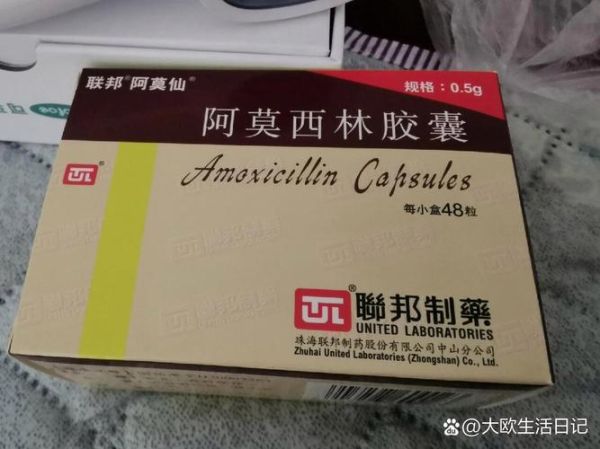 联邦®阿莫仙®
规格：0.5g
阿莫西林胶囊
Amoxicillin Capsules
每小盒48粒
聯邦制藥
UNITED LABORATORIES
珠海联邦制药股份有限公司中山分公司
Zhuhai United Laboratories (Zhongshan) Co., Ltd.
@大欧生活日记